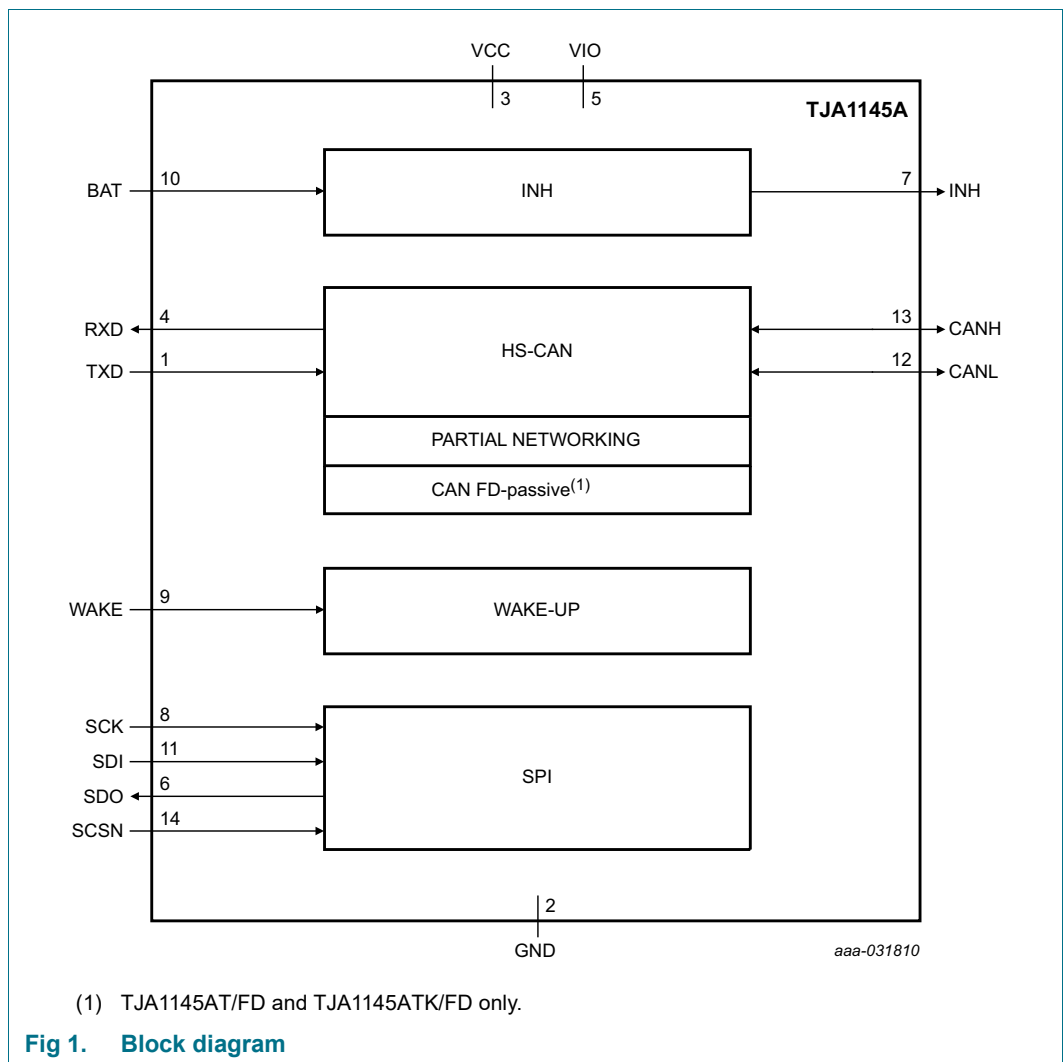 VCC VIO
3 5
TJA1145A
BAT 10 INH 7 INH
RXD 4 13 CANH
HS-CAN
TXD 1 12 CANL
PARTIAL NETWORKING
CAN FD-passive(1)
WAKE 9 WAKE-UP
SCK 8
SDI 11
SPI
SDO 6
SCSN 14
2
GND
aaa-031810
(1) TJA1145AT/FD and TJA1145ATK/FD only.
Fig 1. Block diagram